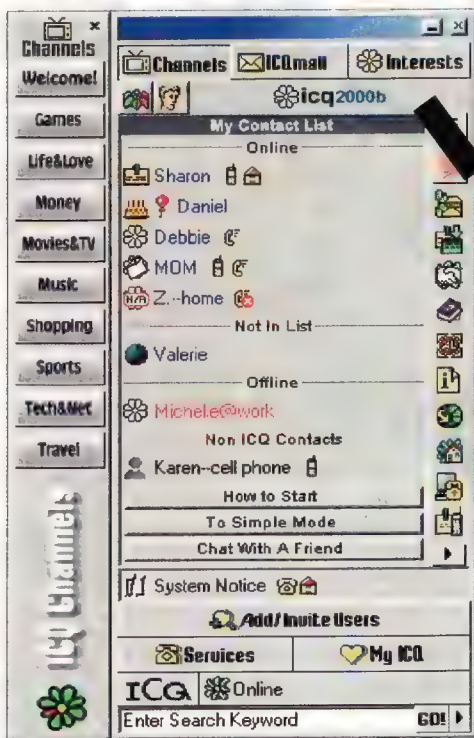 Channels
Welcome!
Games
Life&Love
Money
Movies&TV
Music
Shopping
Sports
Tech&Net
Travel
ICQ Channels
Channels ICQmail Interests
icq2000b
My Contact List
Online
Sharon
Daniel
Debbie
MOM
N/A Z.-home
Not In List
Valerie
Offline
Michele@work
Non ICQ Contacts
Karen--cell phone
How to Start
To Simple Mode
Chat With A Friend
System Notice
Add/Invite Users
Services My ICQ
ICQ Online
Enter Search Keyword GO!